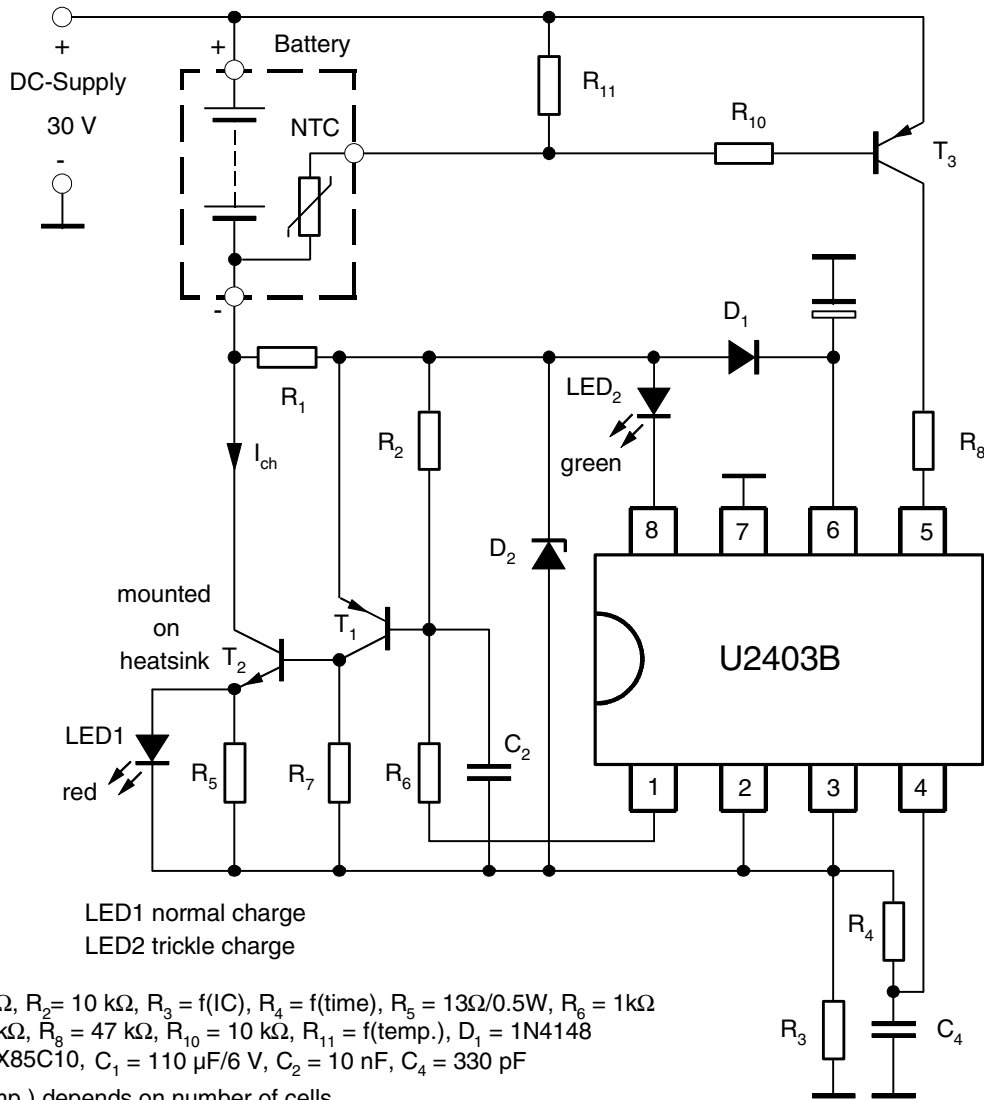 +
DC-Supply
30 V
-
+
Battery
NTC
-
R11
R10
T3
D1
R1
LED2
green
R8
R2
Ich
8
7
6
5
D2
mounted
on
heatsink
T2
T1
U2403B
LED1
red
R5
R7
R6
C2
1
2
3
4
LED1 normal charge
LED2 trickle charge
R4
R3
C4
Ω, R2= 10 kΩ, R3 = f(IC), R4 = f(time), R5 = 13Ω/0.5W, R6 = 1kΩ
kΩ, R8 = 47 kΩ, R10 = 10 kΩ, R11 = f(temp.), D1 = 1N4148
X85C10, C1 = 110 µF/6 V, C2 = 10 nF, C4 = 330 pF
depends on number of cells